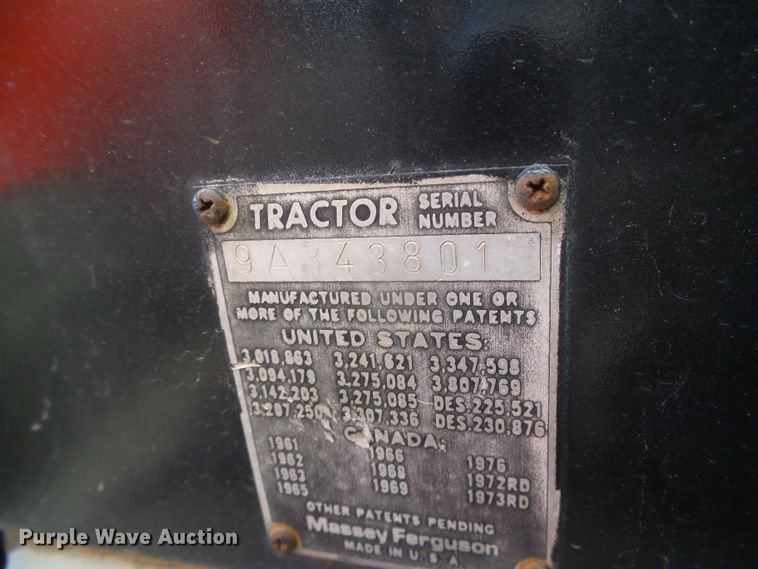 TRACTOR SERIAL NUMBER
9A343801
MANUFACTURED UNDER ONE OR
MORE OF THE FOLLOWING PATENTS
UNITED STATES:
3,018,863 3,241,621 3,347,598
3,094,179 3,275,084 3,807,769
3,142,203 3,275,085 DES.225,521
3,207,250 3,307,336 DES.230,876
CANADA:
1961 1966 1976
1962 1968 1972RD
1963 1969 1973RD
1965
OTHER PATENTS PENDING
Massey Ferguson
MADE IN U.S.A.
Purple Wave Auction